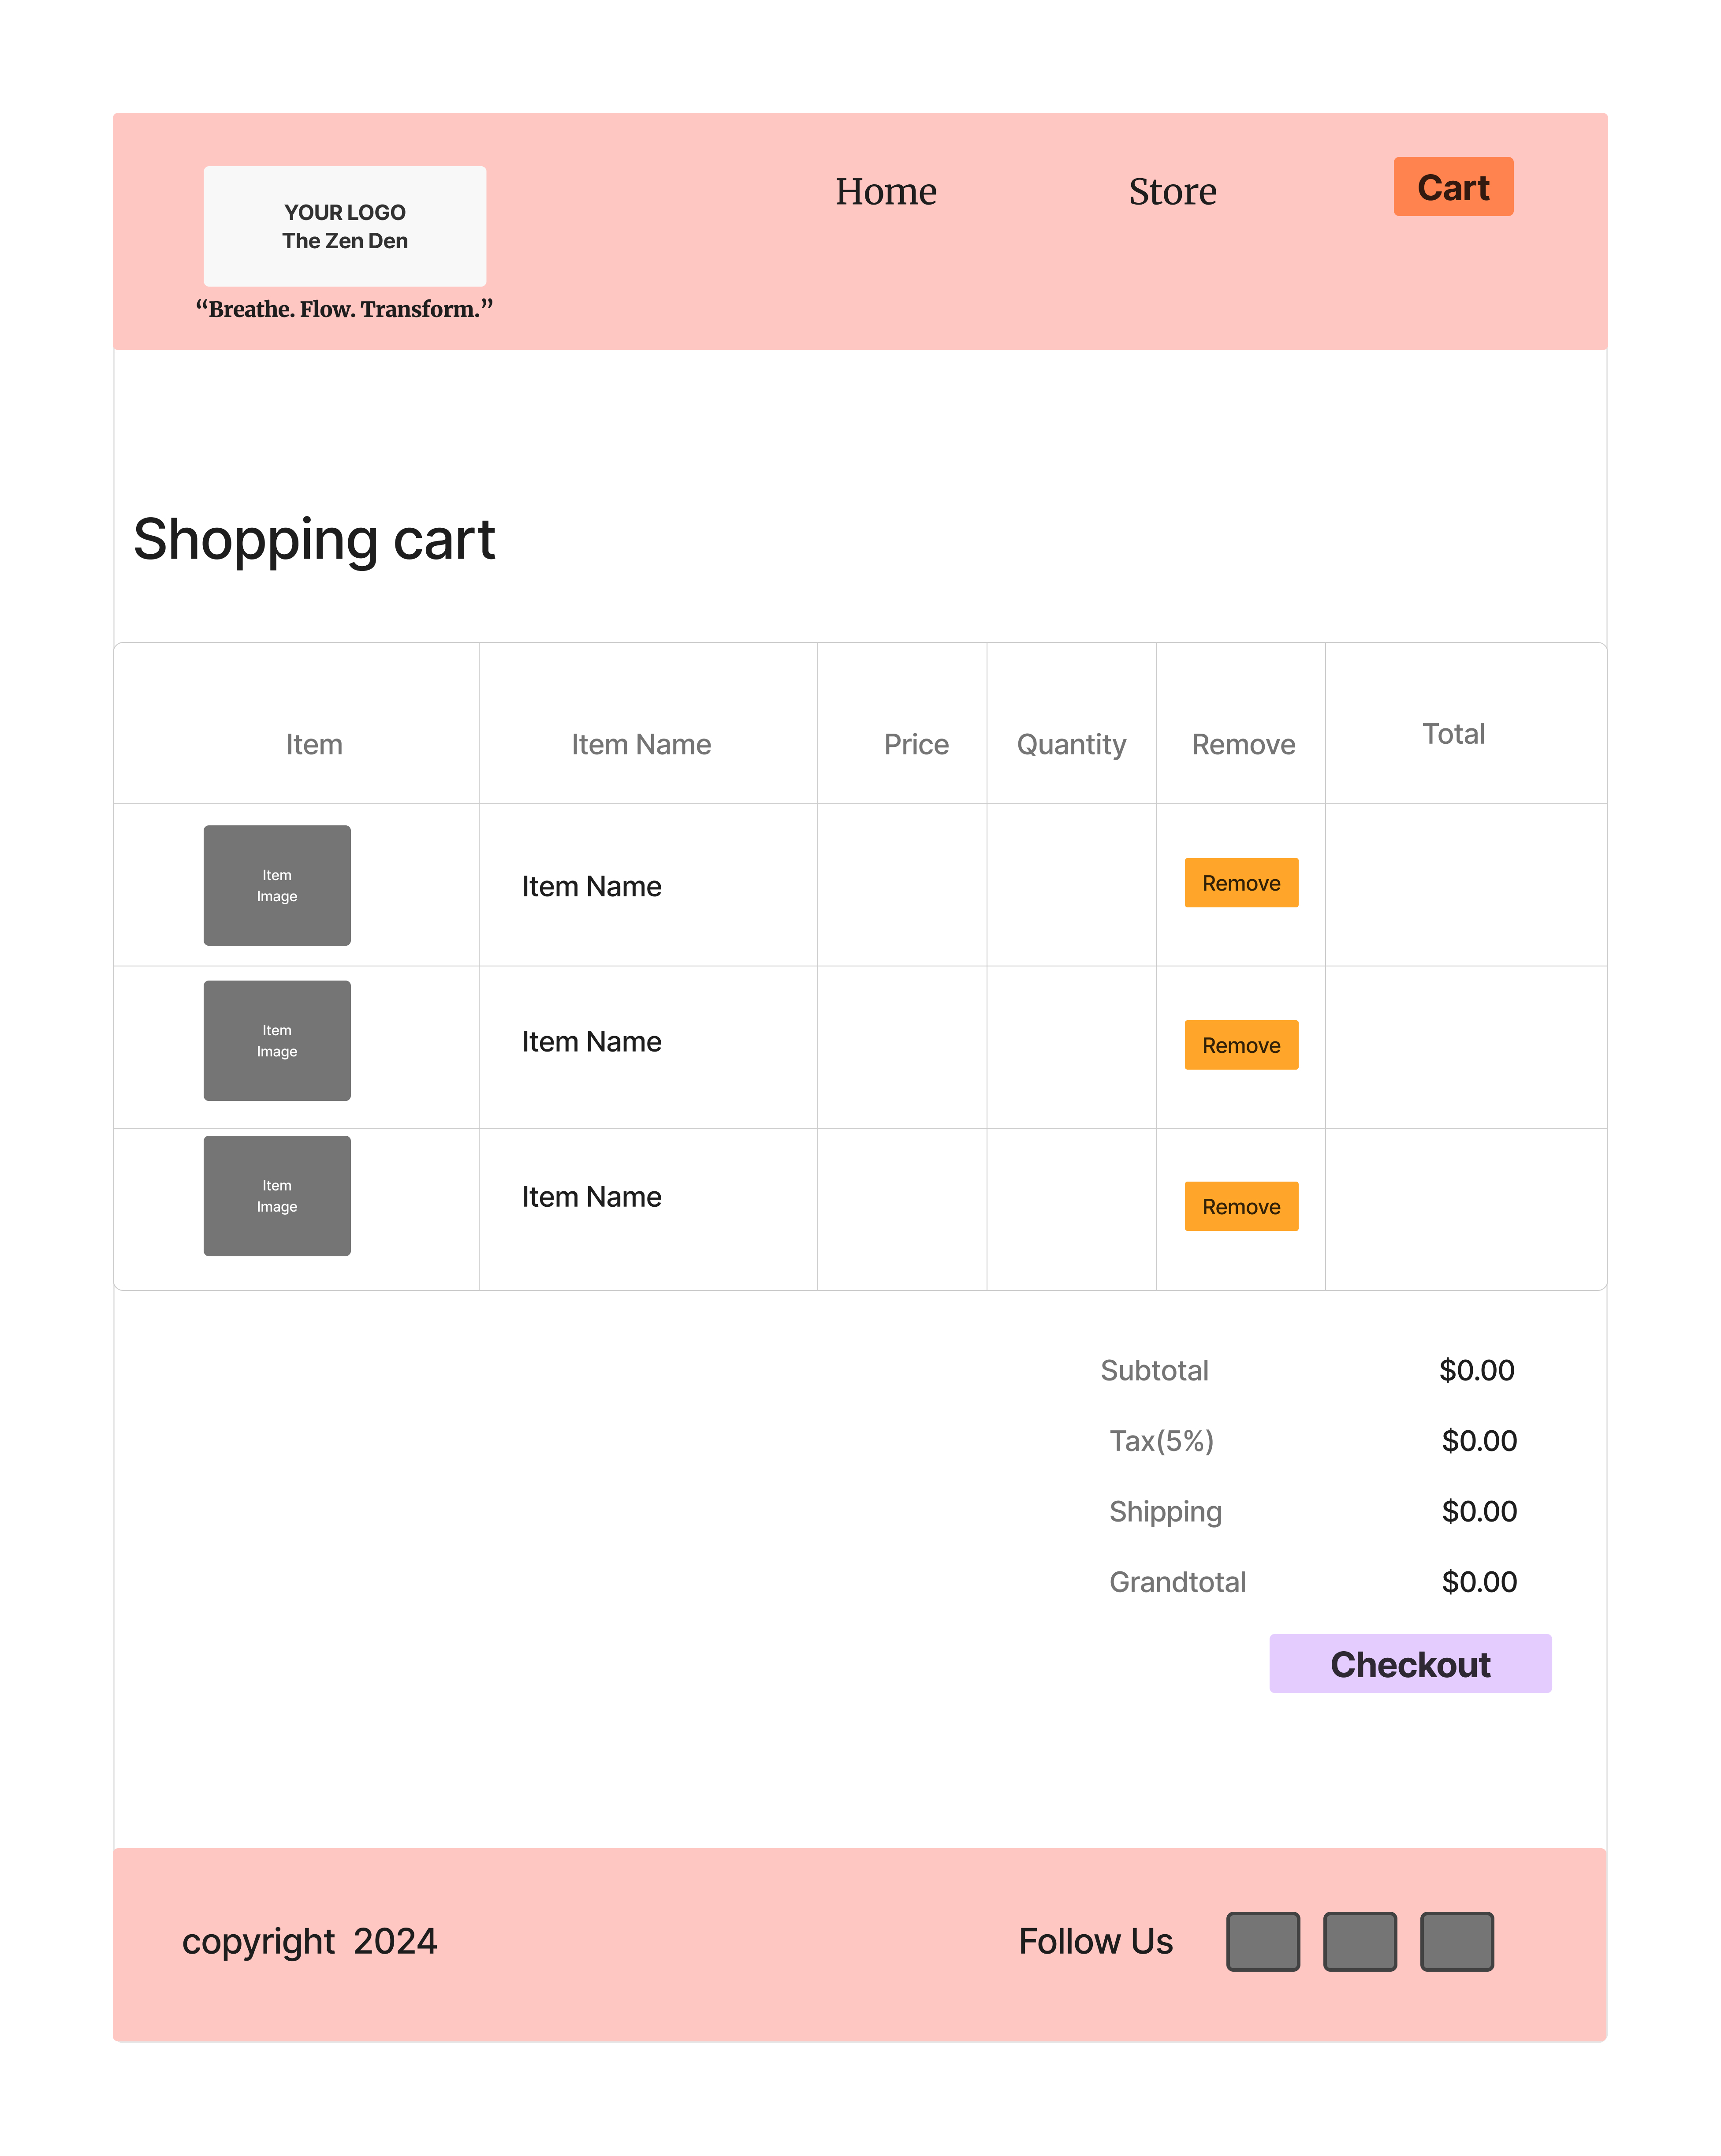 YOUR LOGO
The Zen Den
“Breathe. Flow. Transform.”
Home
Store
Cart
Shopping cart
Item
Item Name
Price
Quantity
Remove
Total
Item
Image
Item Name
Remove
Item
Image
Item Name
Remove
Item
Image
Item Name
Remove
Subtotal
$0.00
Tax(5%)
$0.00
Shipping
$0.00
Grandtotal
$0.00
Checkout
copyright 2024
Follow Us